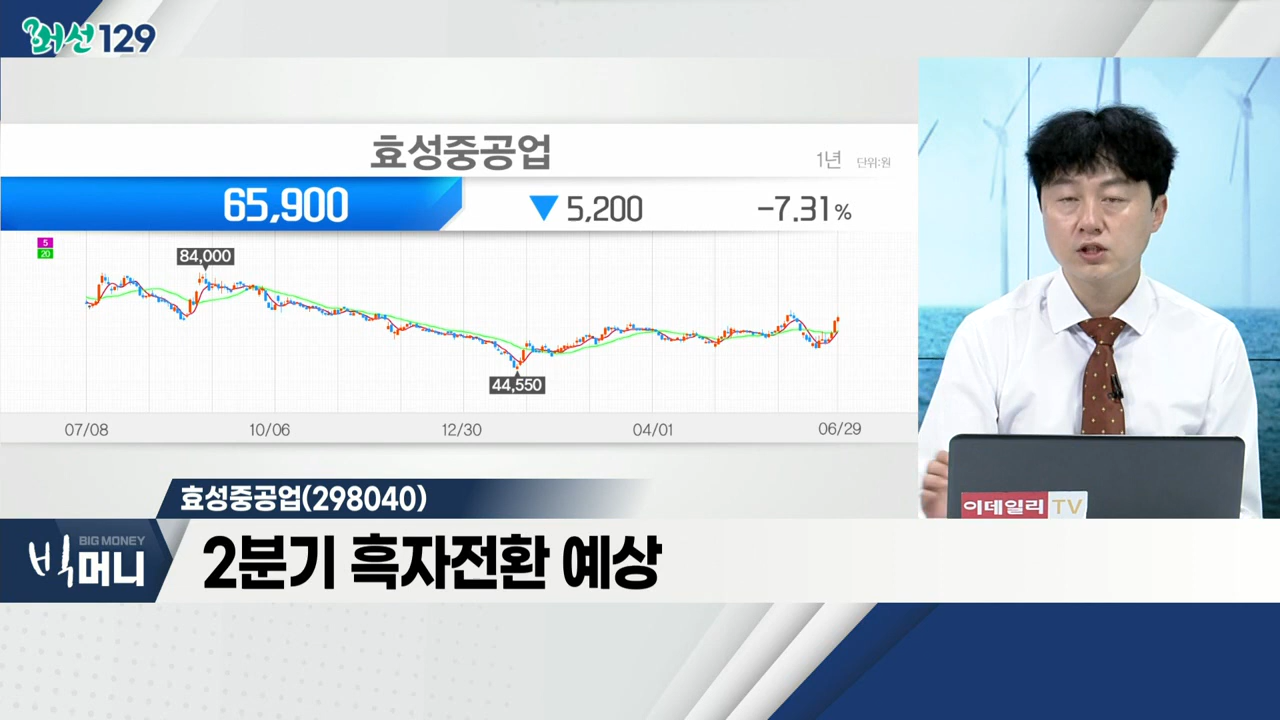 머선129
효성중공업
1년 단위:원
65,900 ▼5,200 -7.31%
5
20
84,000
44,550
07/08 10/06 12/30 04/01 06/29
효성중공업(298040)
BIG MONEY
빅머니
2분기 흑자전환 예상
이데일리TV